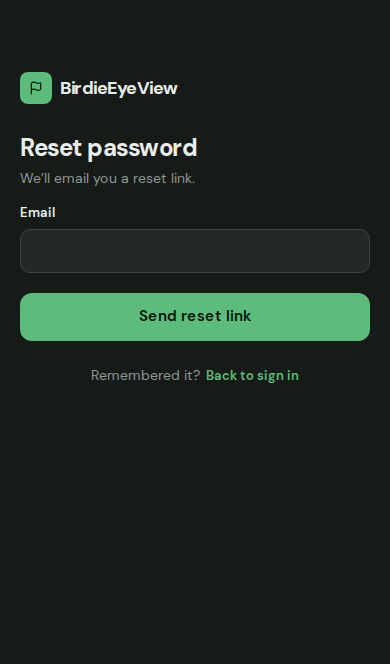 BirdieEyeView
Reset password
We'll email you a reset link.
Email
Send reset link
Remembered it? Back to sign in